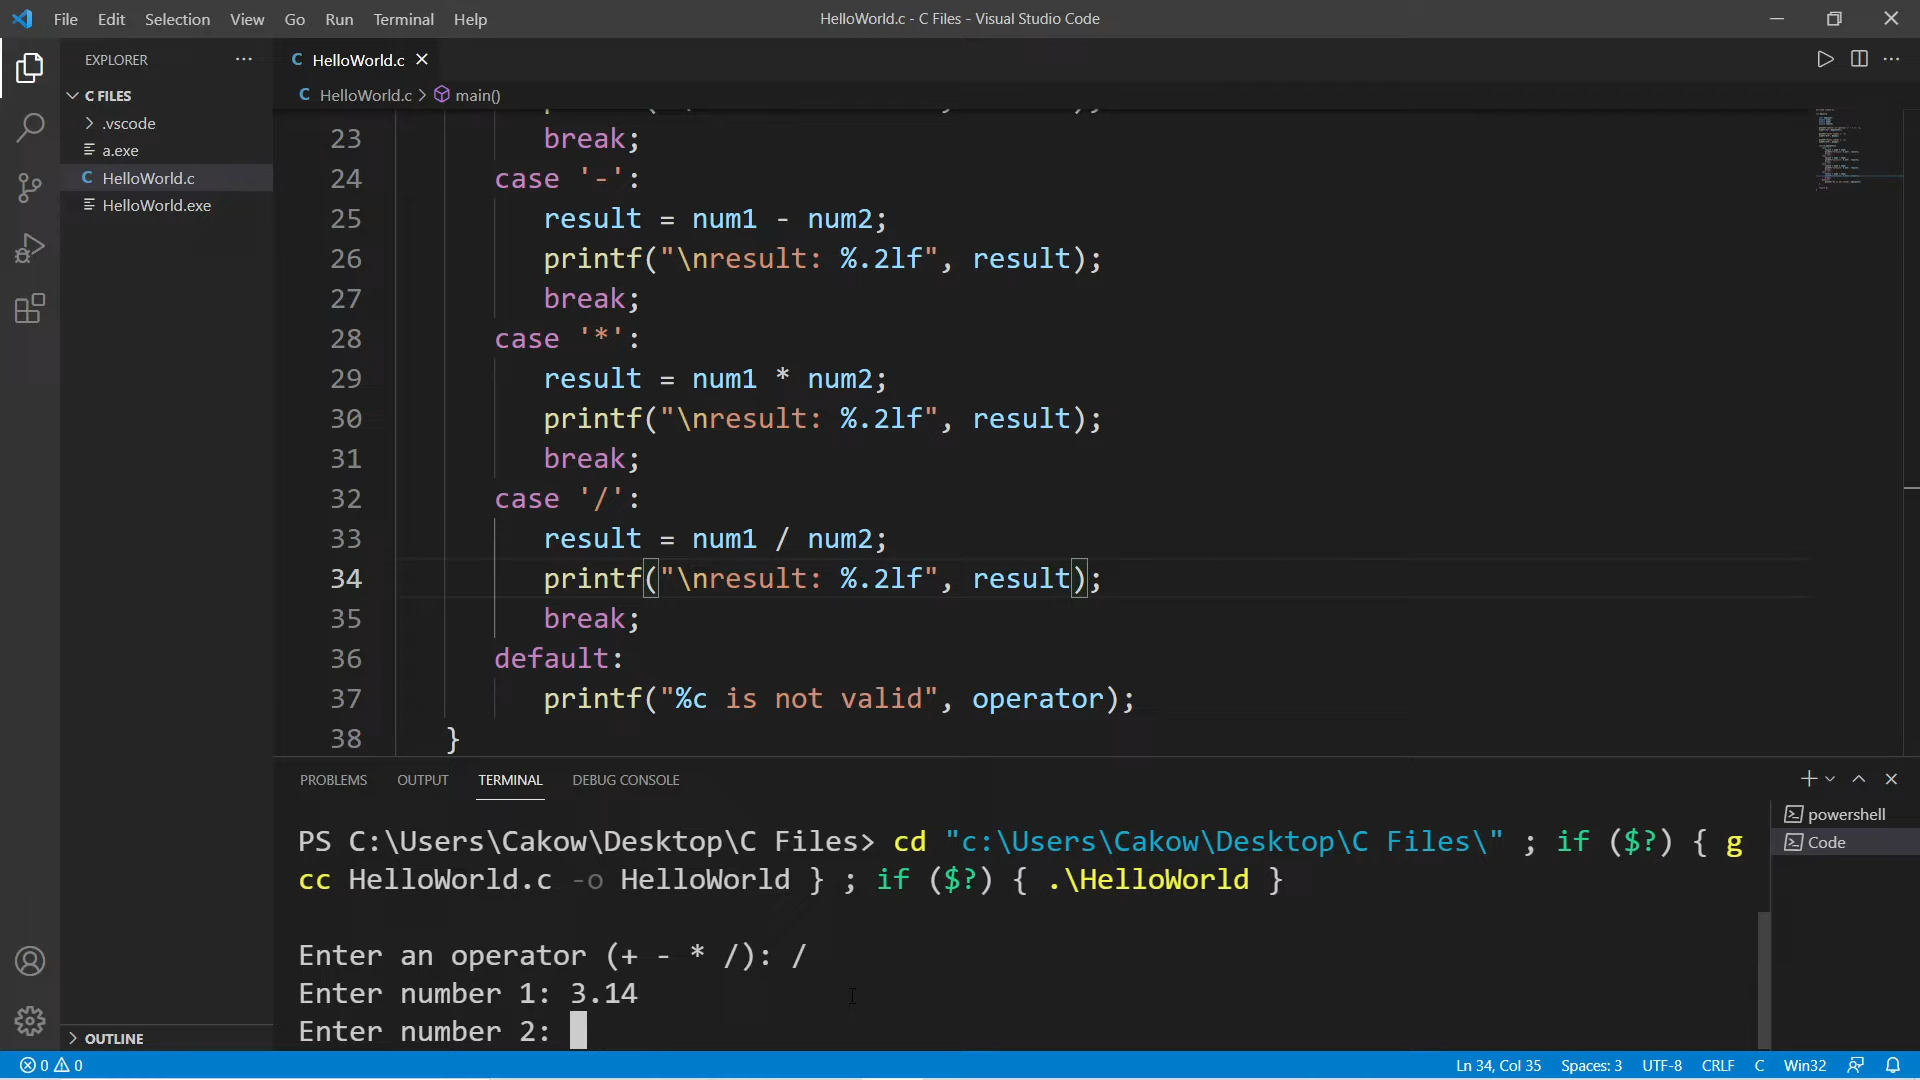 File Edit Selection View Go Run Terminal Help
HelloWorld.c - C Files - Visual Studio Code
EXPLORER ...
C FILES
.vscode
a.exe
C HelloWorld.c
HelloWorld.exe
OUTLINE
C HelloWorld.c
C HelloWorld.c > main()
23 break;
24 case '-':
25 result = num1 - num2;
26 printf("\nresult: %.2lf", result);
27 break;
28 case '*':
29 result = num1 * num2;
30 printf("\nresult: %.2lf", result);
31 break;
32 case '/':
33 result = num1 / num2;
34 printf("\nresult: %.2lf", result);
35 break;
36 default:
37 printf("%c is not valid", operator);
38 }
PROBLEMS OUTPUT TERMINAL DEBUG CONSOLE
PS C:\Users\Cakow\Desktop\C Files> cd "c:\Users\Cakow\Desktop\C Files\" ; if ($?) { g
cc HelloWorld.c -o HelloWorld } ; if ($?) { .\HelloWorld }
Enter an operator (+ - * /): /
Enter number 1: 3.14
Enter number 2:
powershell
Code
0 0 Ln 34, Col 35 Spaces: 3 UTF-8 CRLF C Win32